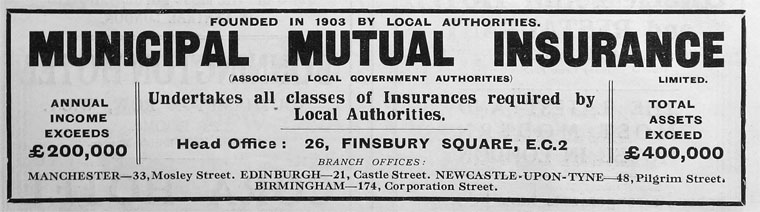 FOUNDED IN 1903 BY LOCAL AUTHORITIES.
MUNICIPAL MUTUAL INSURANCE
(ASSOCIATED LOCAL GOVERNMENT AUTHORITIES)
LIMITED.
ANNUAL
INCOME
EXCEEDS
£200,000
Undertakes all classes of Insurances required by
Local Authorities.
Head Office: 26, FINSBURY SQUARE, E.C.2
TOTAL
ASSETS
EXCEED
£400,000
BRANCH OFFICES:
MANCHESTER—33, Mosley Street. EDINBURGH—21, Castle Street. NEWCASTLE-UPON-TYNE—48, Pilgrim Street.
BIRMINGHAM—174, Corporation Street.